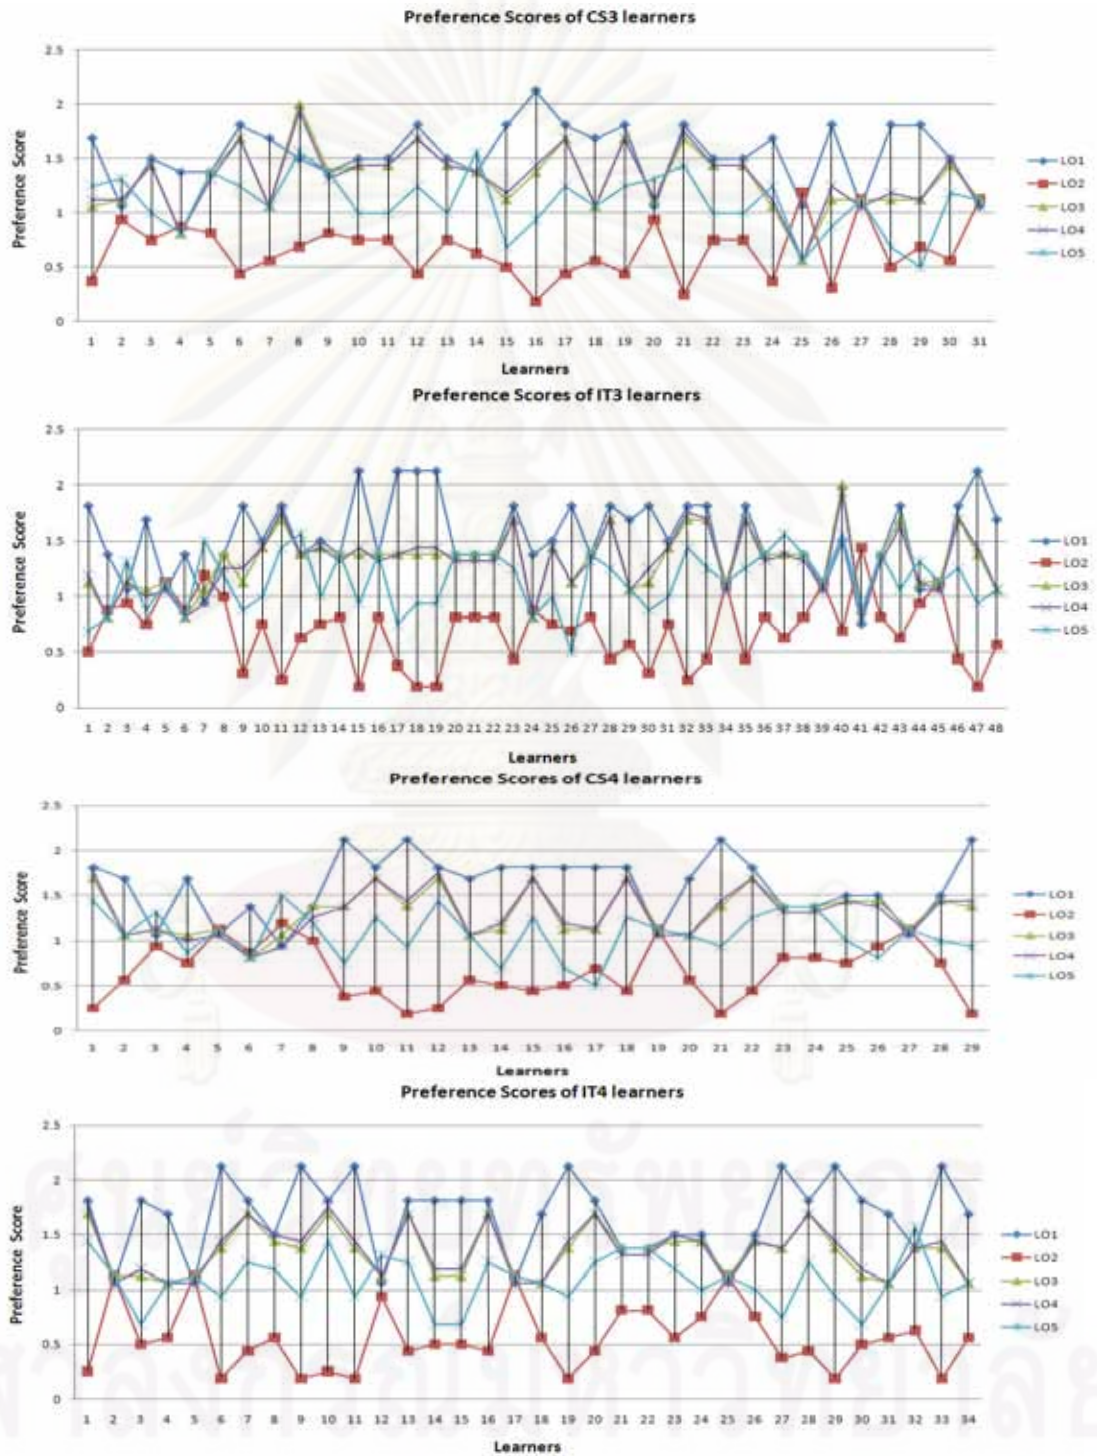 Preference Scores of CS3 learners
2.5
2
1.5
1
0.5
0
Preference Score
1 2 3 4 5 6 7 8 9 10 11 12 13 14 15 16 17 18 19 20 21 22 23 24 25 26 27 28 29 30 31
Learners
LO1
LO2
LO3
LO4
LO5
Preference Scores of IT3 learners
2.5
2
1.5
1
0.5
0
Preference Score
1 2 3 4 5 6 7 8 9 10 11 12 13 14 15 16 17 18 19 20 21 22 23 24 25 26 27 28 29 30 31 32 33 34 35 36 37 38 39 40 41 42 43 44 45 46 47 48
Learners
LO1
LO2
LO3
LO4
LO5
Preference Scores of CS4 learners
2.5
2
1.5
1
0.5
0
Preference Score
1 2 3 4 5 6 7 8 9 10 11 12 13 14 15 16 17 18 19 20 21 22 23 24 25 26 27 28 29
Learners
LO1
LO2
LO3
LO4
LO5
Preference Scores of IT4 learners
2.5
2
1.5
1
0.5
0
Preference Score
1 2 3 4 5 6 7 8 9 10 11 12 13 14 15 16 17 18 19 20 21 22 23 24 25 26 27 28 29 30 31 32 33 34
Learners
LO1
LO2
LO3
LO4
LO5